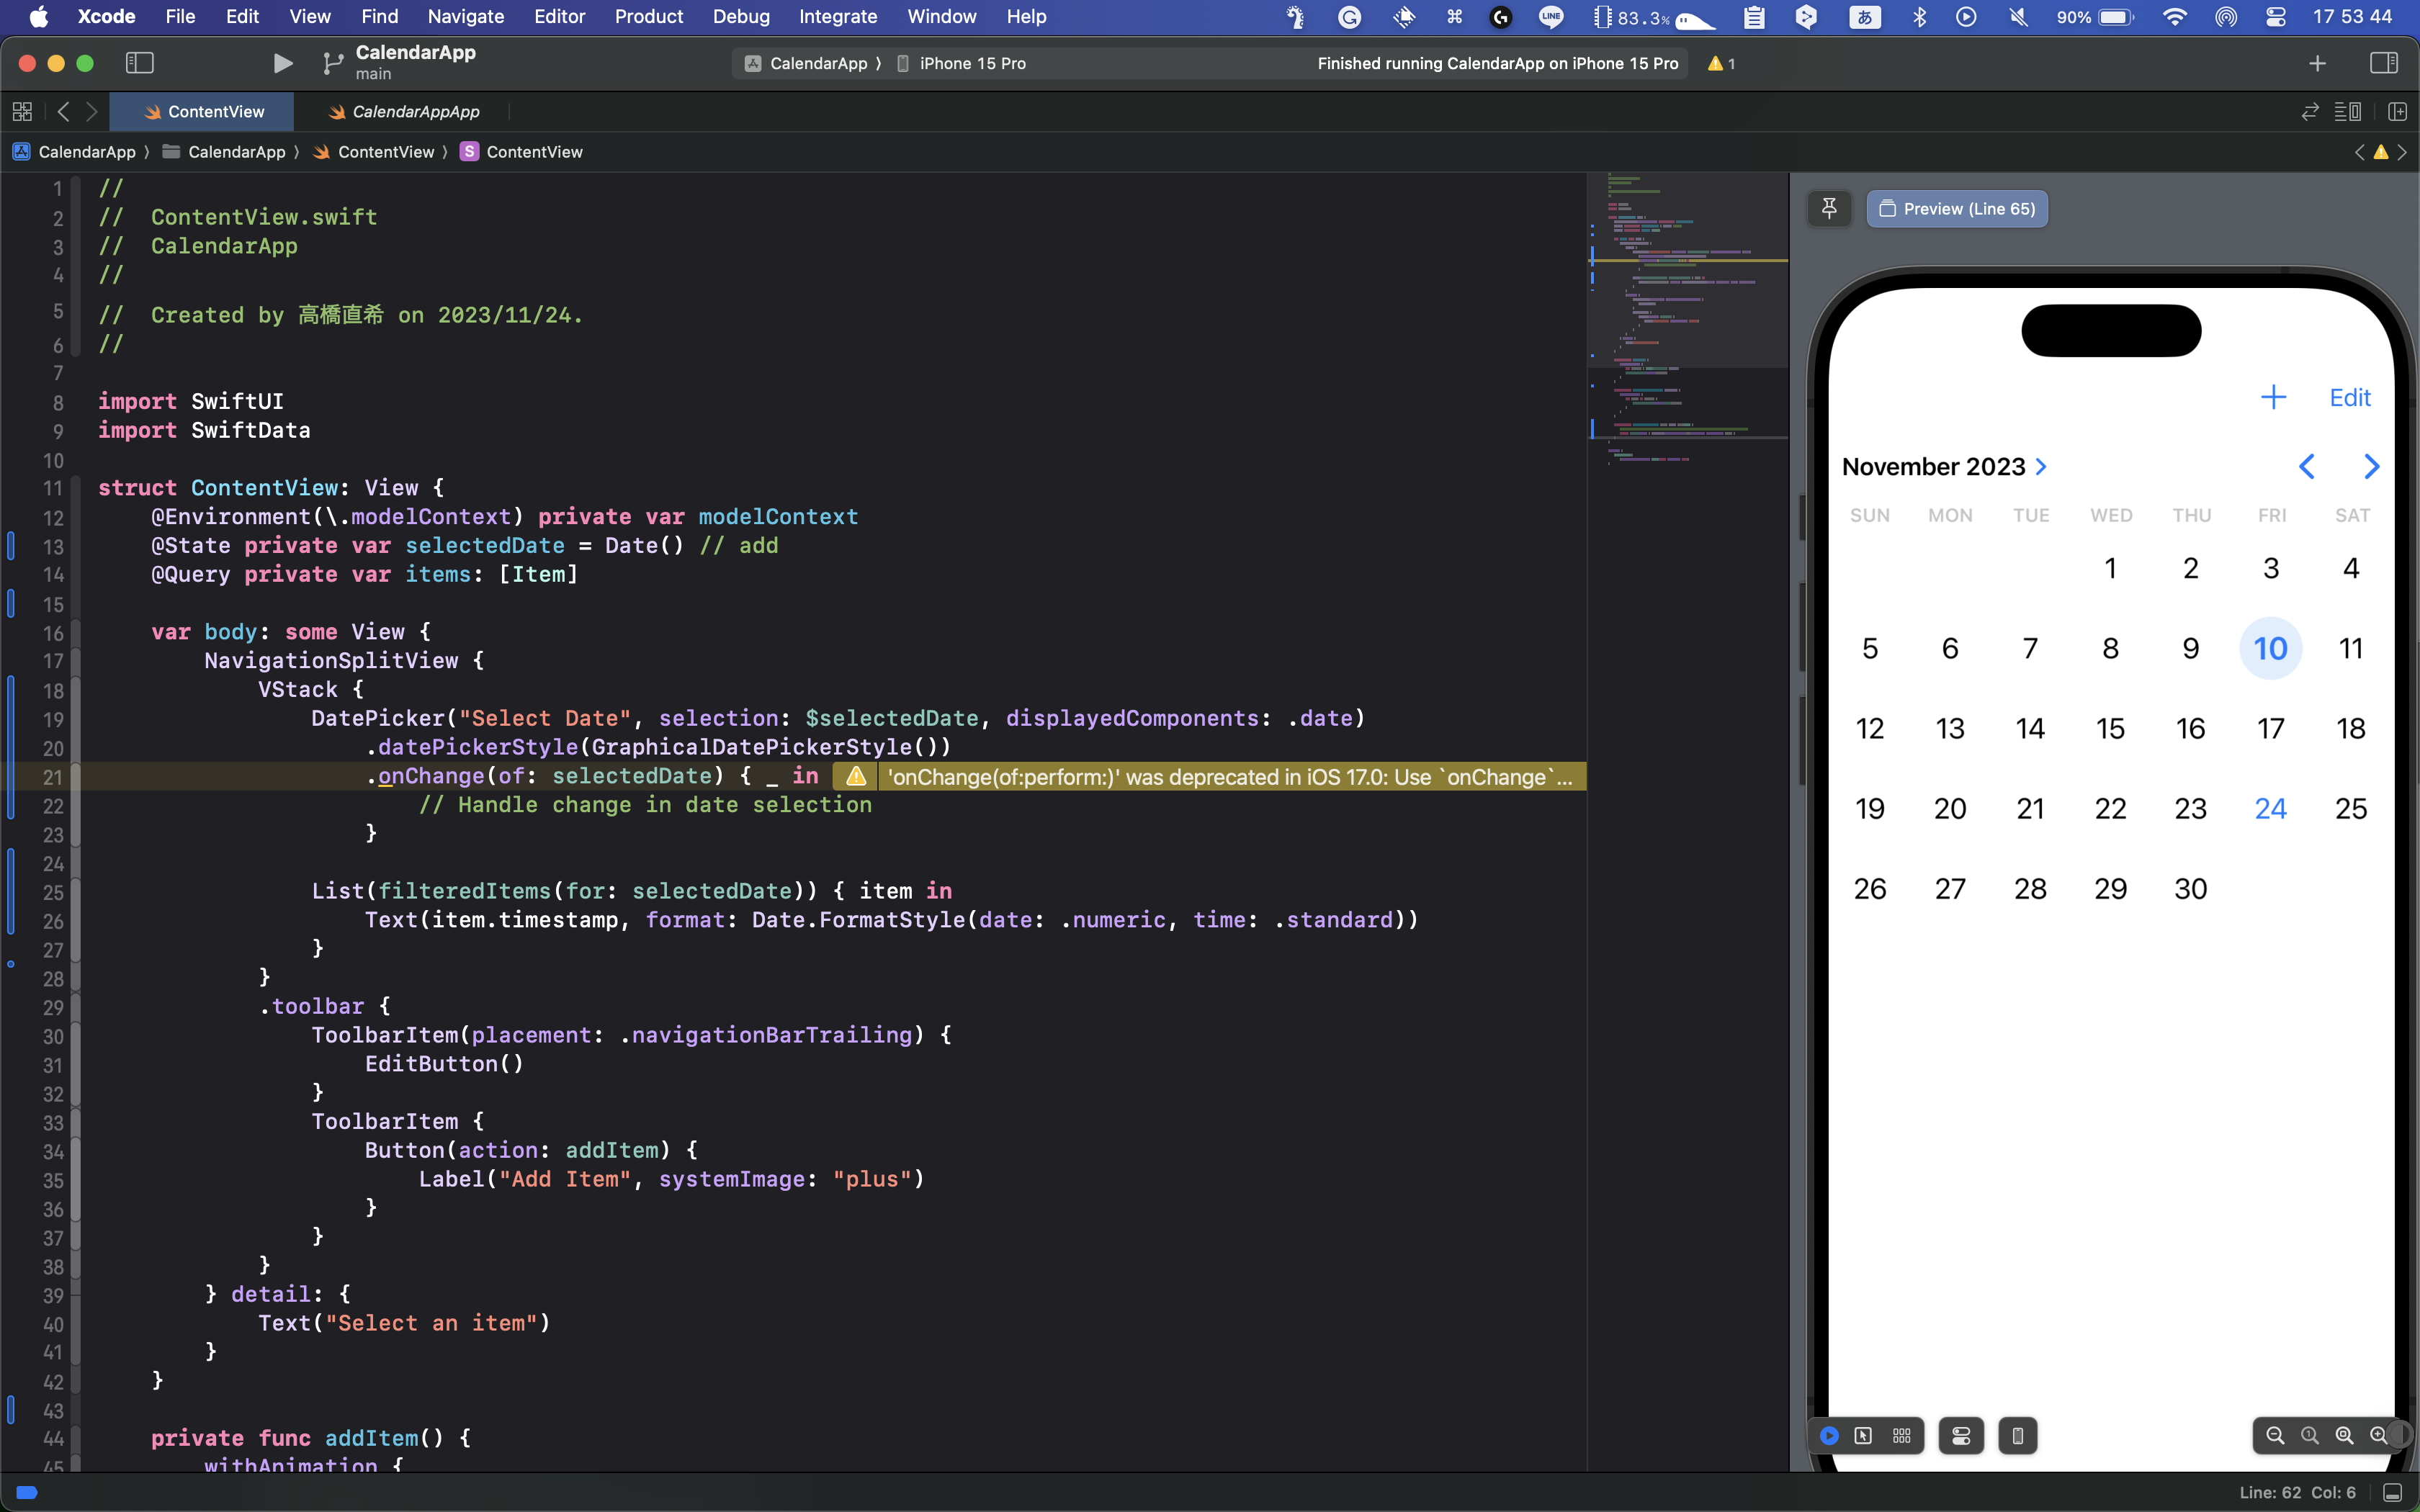 Xcode File Edit View Find Navigate Editor Product Debug Integrate Window Help LINE 83.3% あ 90% 17 53 44
CalendarApp
main
CalendarApp 〉 iPhone 15 Pro
Finished running CalendarApp on iPhone 15 Pro
1
ContentView
CalendarAppApp
CalendarApp 〉 CalendarApp 〉 ContentView 〉 S ContentView
1 //
2 //  ContentView.swift
3 //  CalendarApp
4 //
5 //  Created by 高橋直希 on 2023/11/24.
6 //
7
8 import SwiftUI
9 import SwiftData
10
11 struct ContentView: View {
12     @Environment(\.modelContext) private var modelContext
13     @State private var selectedDate = Date() // add
14     @Query private var items: [Item]
15
16     var body: some View {
17         NavigationSplitView {
18             VStack {
19                 DatePicker("Select Date", selection: $selectedDate, displayedComponents: .date)
20                     .datePickerStyle(GraphicalDatePickerStyle())
21                     .onChange(of: selectedDate) { _ in 'onChange(of:perform:)' was deprecated in iOS 17.0: Use `onChange`...
22                         // Handle change in date selection
23                     }
24
25                 List(filteredItems(for: selectedDate)) { item in
26                     Text(item.timestamp, format: Date.FormatStyle(date: .numeric, time: .standard))
27                 }
28             }
29             .toolbar {
30                 ToolbarItem(placement: .navigationBarTrailing) {
31                     EditButton()
32                 }
33                 ToolbarItem {
34                     Button(action: addItem) {
35                         Label("Add Item", systemImage: "plus")
36                     }
37                 }
38             }
39         } detail: {
40             Text("Select an item")
41         }
42     }
43
44     private func addItem() {
45         withAnimation {
Preview (Line 65)
Edit
November 2023
SUN MON TUE WED THU FRI SAT
1 2 3 4
5 6 7 8 9 10 11
12 13 14 15 16 17 18
19 20 21 22 23 24 25
26 27 28 29 30
Line: 62 Col: 6